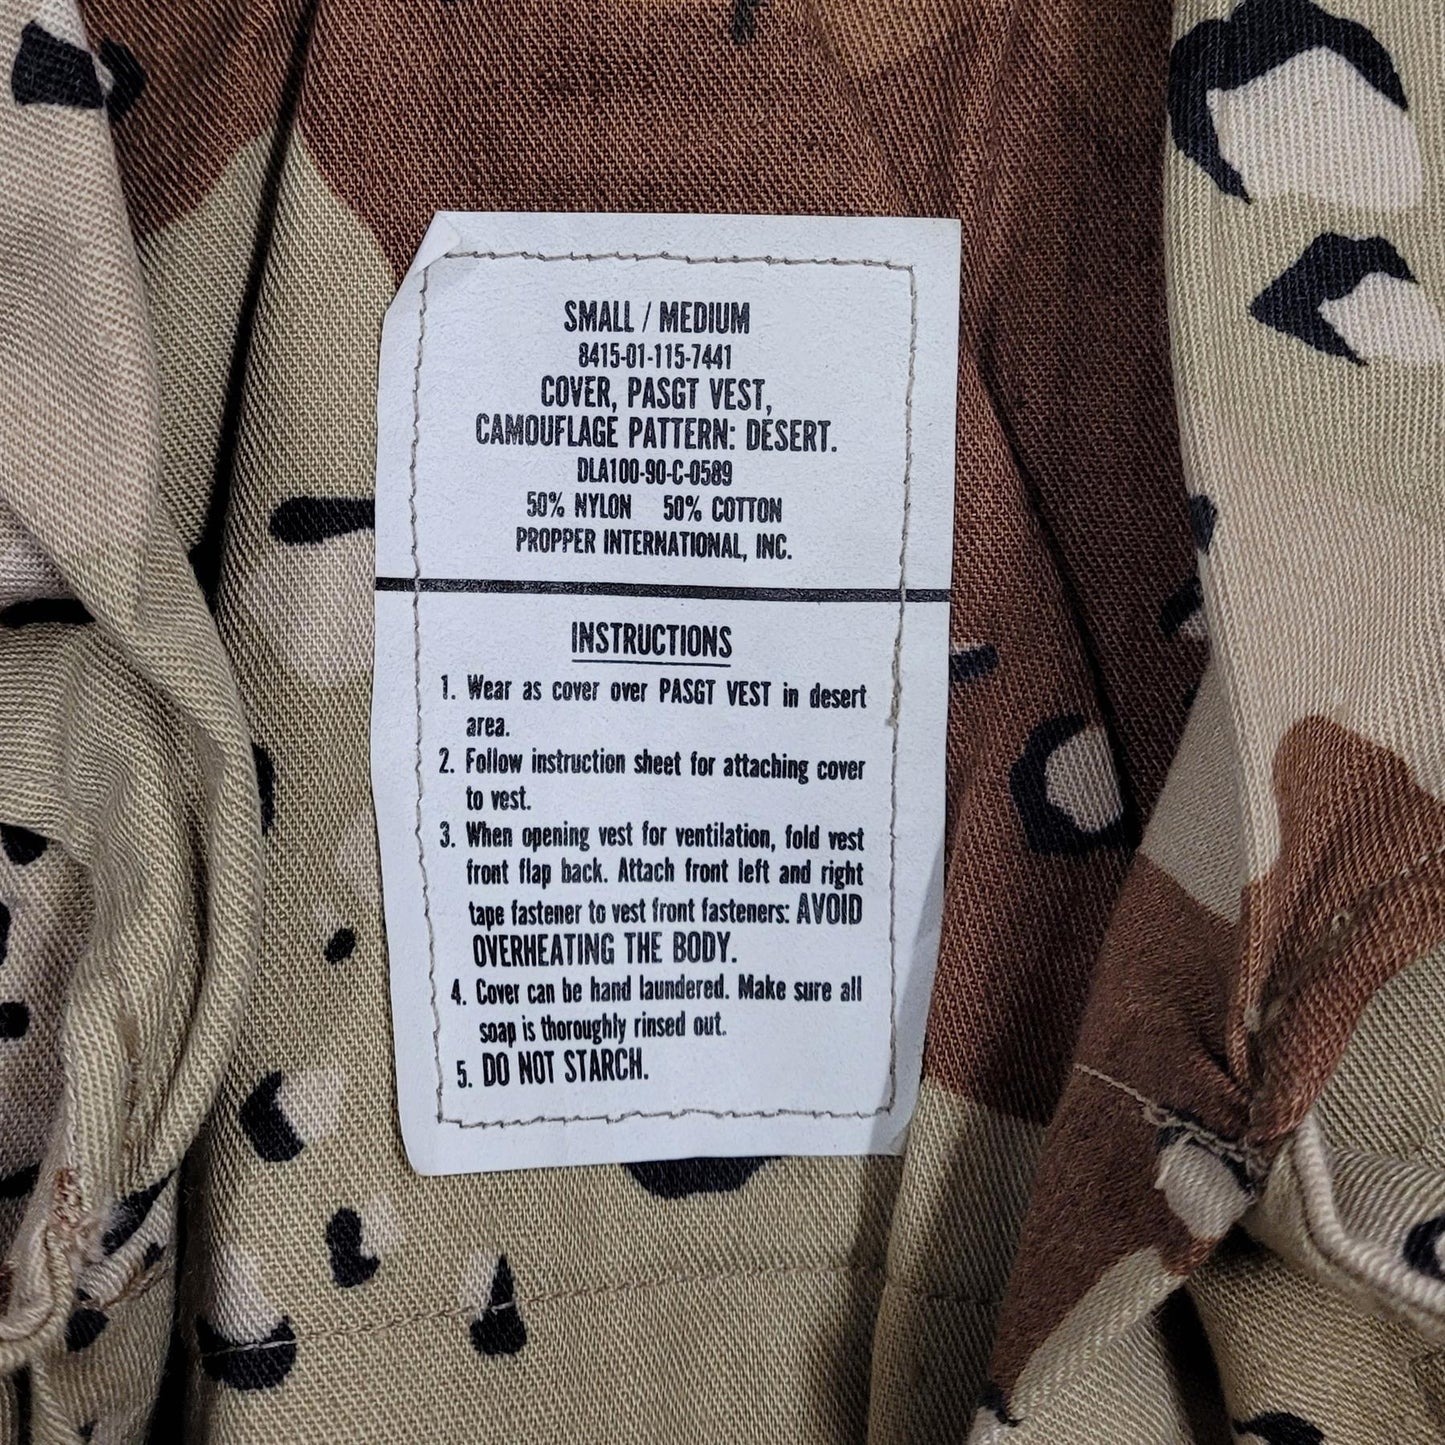 SMALL / MEDIUM
8415-01-115-7441
COVER, PASGT VEST,
CAMOUFLAGE PATTERN: DESERT.
DLA100-90-C-0589
50% NYLON 50% COTTON
PROPPER INTERNATIONAL, INC.
INSTRUCTIONS
1. Wear as cover over PASGT VEST in desert
area.
2. Follow instruction sheet for attaching cover
to vest.
3. When opening vest for ventilation, fold vest
front flap back. Attach front left and right
tape fastener to vest front fasteners: AVOID
OVERHEATING THE BODY.
4. Cover can be hand laundered. Make sure all
soap is thoroughly rinsed out.
5. DO NOT STARCH.